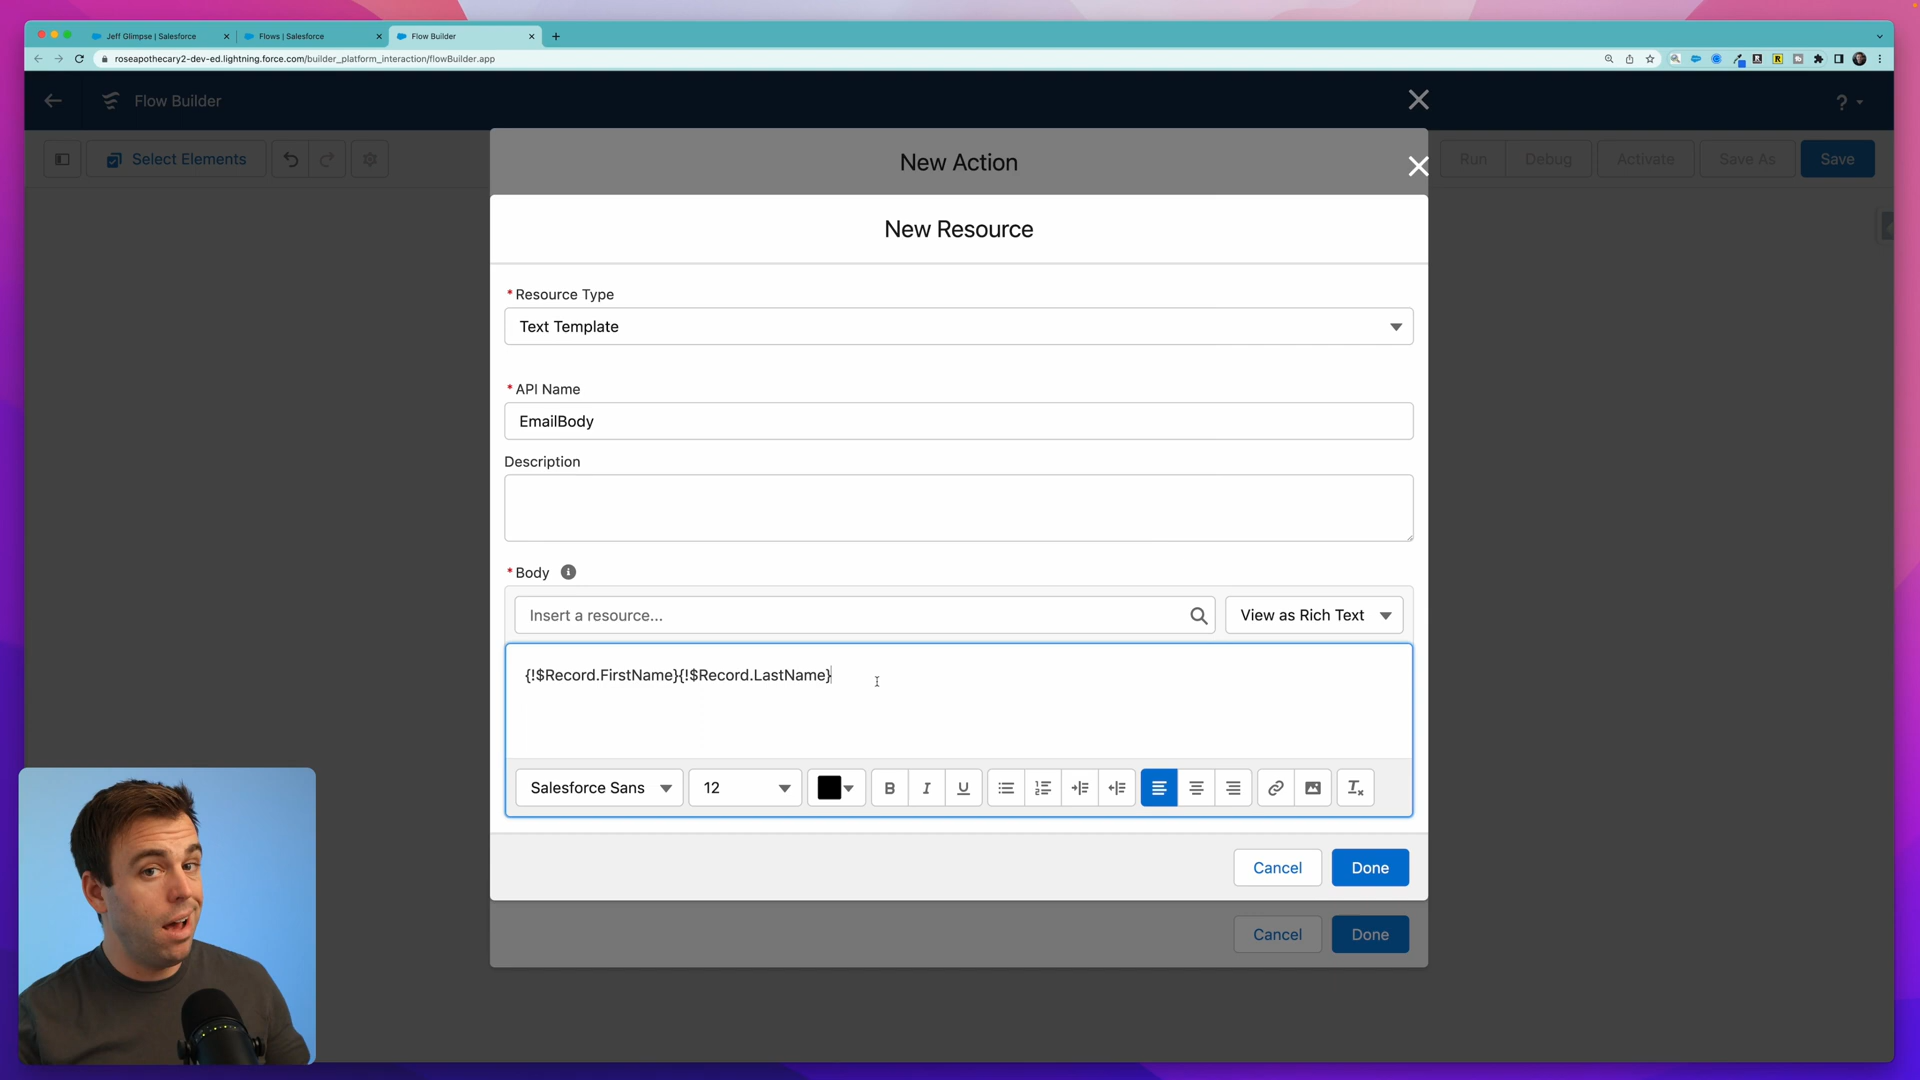 Jeff Glimpse | Salesforce
Flows | Salesforce
Flow Builder
roseapothecary2-dev-ed.lightning.force.com/builder_platform_interaction/flowBuilder.app
Flow Builder
?
Select Elements
Run
Debug
Activate
Save As
Save
New Action
New Resource
* Resource Type
Text Template
* API Name
EmailBody
Description
* Body
Insert a resource...
View as Rich Text
{!$Record.FirstName}{!$Record.LastName}
Salesforce Sans
12
B
I
U
Cancel
Done
Cancel
Done